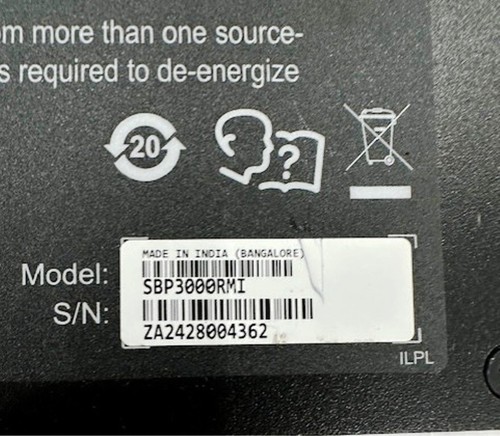 om more than one source-
s required to de-energize
20
?
MADE IN INDIA (BANGALORE)
Model: SBP3000RMI
S/N: ZA2428004362
ILPL